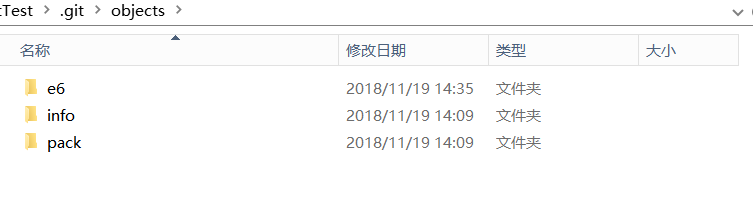 tTest > .git > objects >
名称 修改日期 类型 大小
e6 2018/11/19 14:35 文件夹
info 2018/11/19 14:09 文件夹
pack 2018/11/19 14:09 文件夹